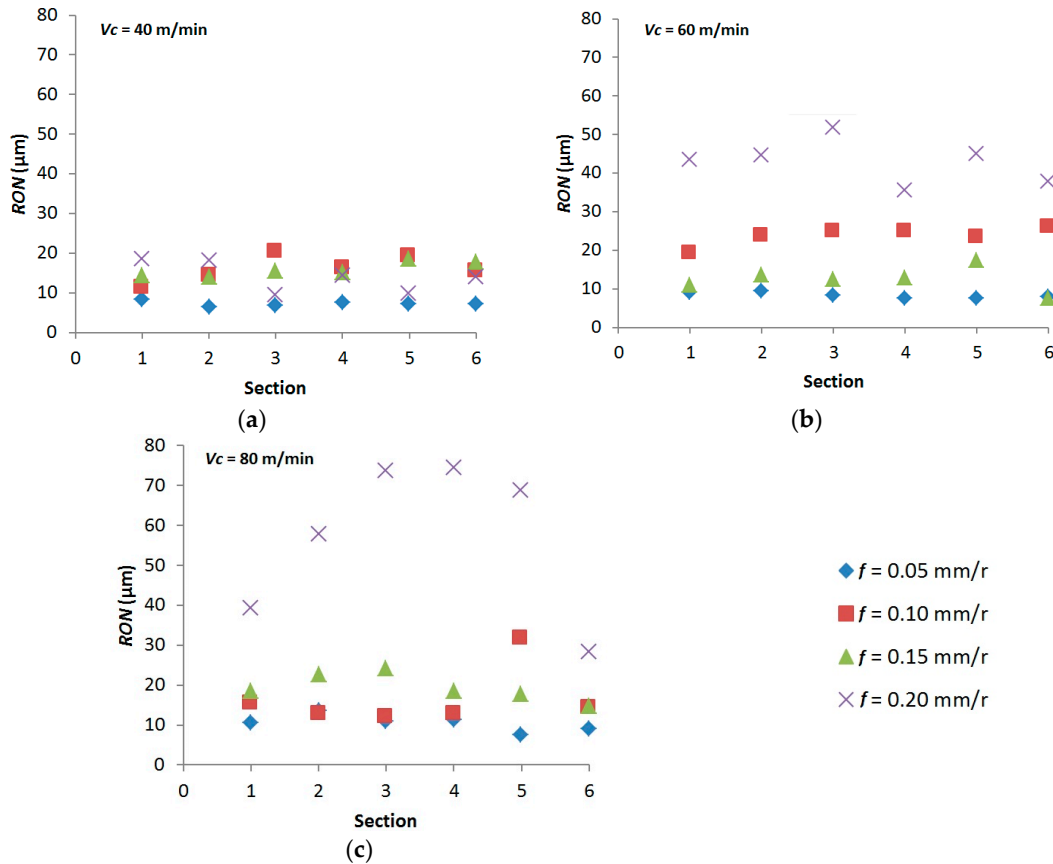 Vc = 40 m/min
RON (µm)
80
70
60
50
40
30
20
10
0
0 1 2 3 4 5 6
Section
(a)
Vc = 60 m/min
RON (µm)
80
70
60
50
40
30
20
10
0
0 1 2 3 4 5 6
Section
(b)
Vc = 80 m/min
RON (µm)
80
70
60
50
40
30
20
10
0
0 1 2 3 4 5 6
Section
(c)
f = 0.05 mm/r
f = 0.10 mm/r
f = 0.15 mm/r
f = 0.20 mm/r